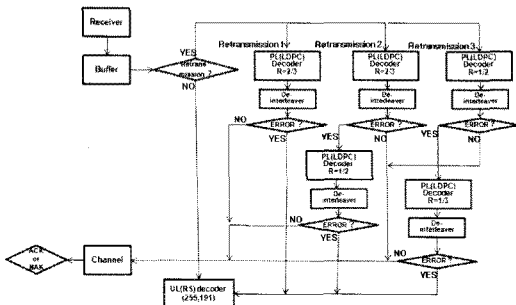 Receiver
Buffer
YES
Retrans
mission ?
NO
Retransmission 1
Retransmission 2
Retransmission 3
PL(LDPC)
Decoder
R=2/3
PL(LDPC)
Decoder
R=2/3
PL(LDPC)
Decoder
R=1/2
De-
interleaver
De-
interleaver
De-
interleaver
NO
ERROR ?
YES
YES
ERROR ?
NO
YES
ERROR ?
NO
PL(LDPC)
Decoder
R=1/2
De-
interleaver
ERROR ?
NO
YES
PL(LDPC)
Decoder
R=1/3
De-
interleaver
NO
ERROR ?
YES
ACK
or
NAK
Channel
UL(RS) decoder
(255,191)